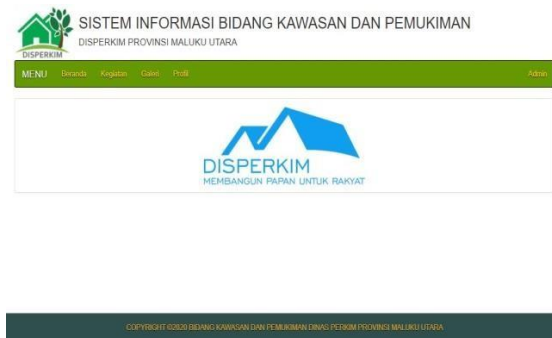 SISTEM INFORMASI BIDANG KAWASAN DAN PEMUKIMAN
DISPERKIM PROVINSI MALUKU UTARA
DISPERKIM
MENU Beranda Kegiatan Galeri Profil Admin
DISPERKIM
MEMBANGUN PAPAN UNTUK RAKYAT
COPYRIGHT ©2020 BIDANG KAWASAN DAN PEMUKIMAN DINAS PERKIM PROVINSI MALUKU UTARA